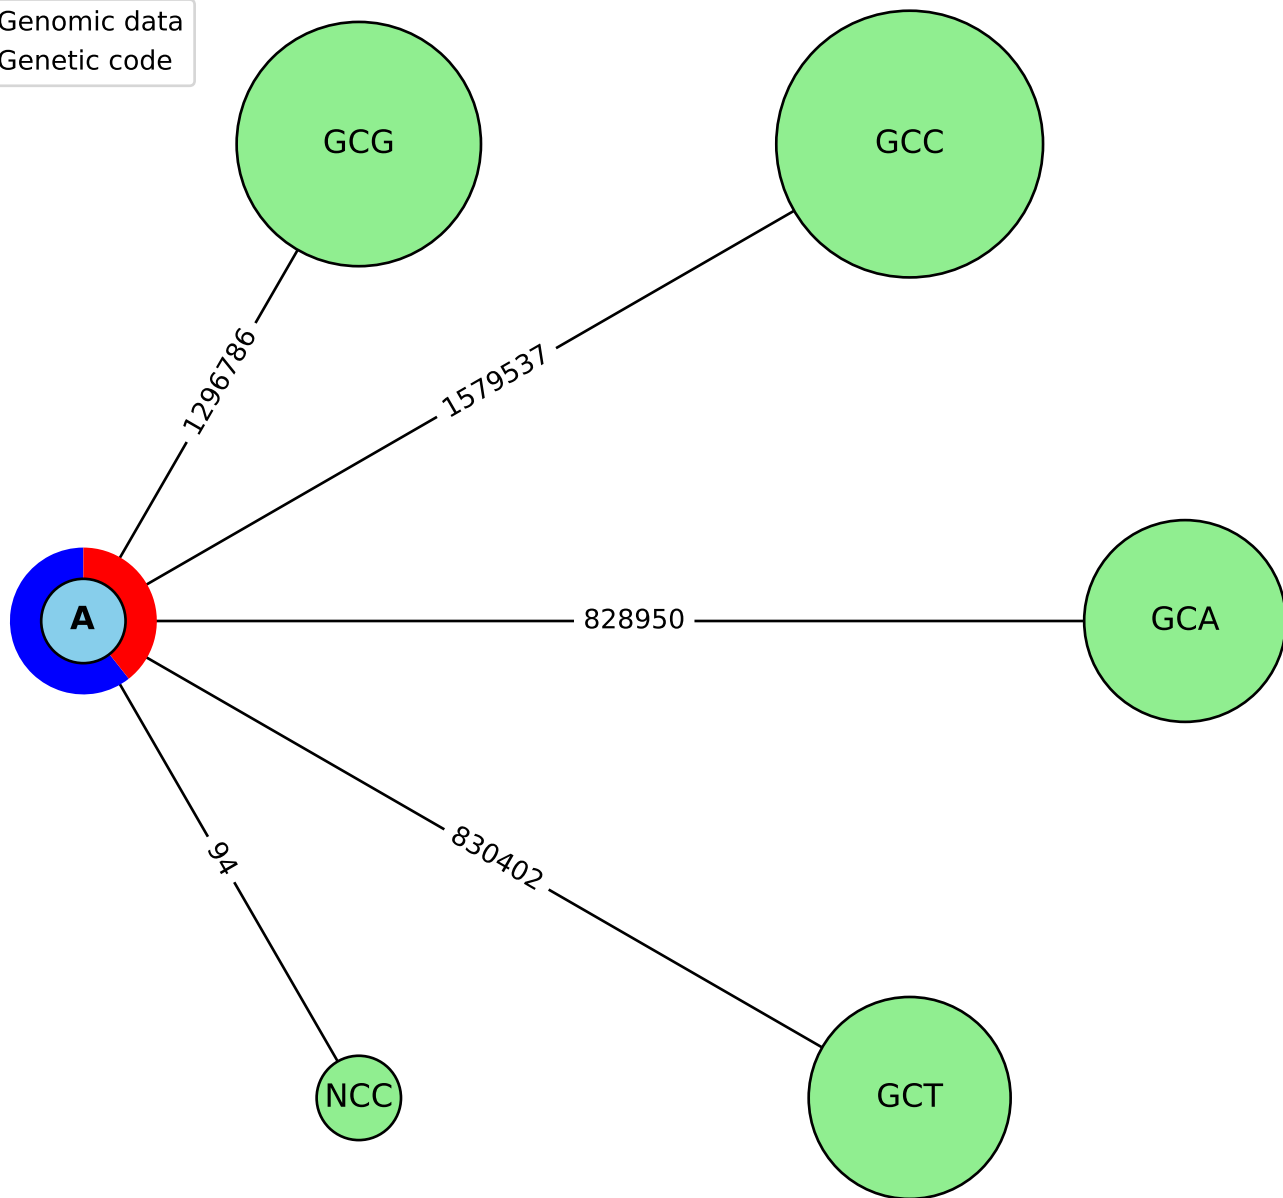 Genomic data
Genetic code
GCG
GCC
1296786
1579537
A
828950
GCA
94
830402
NCC
GCT